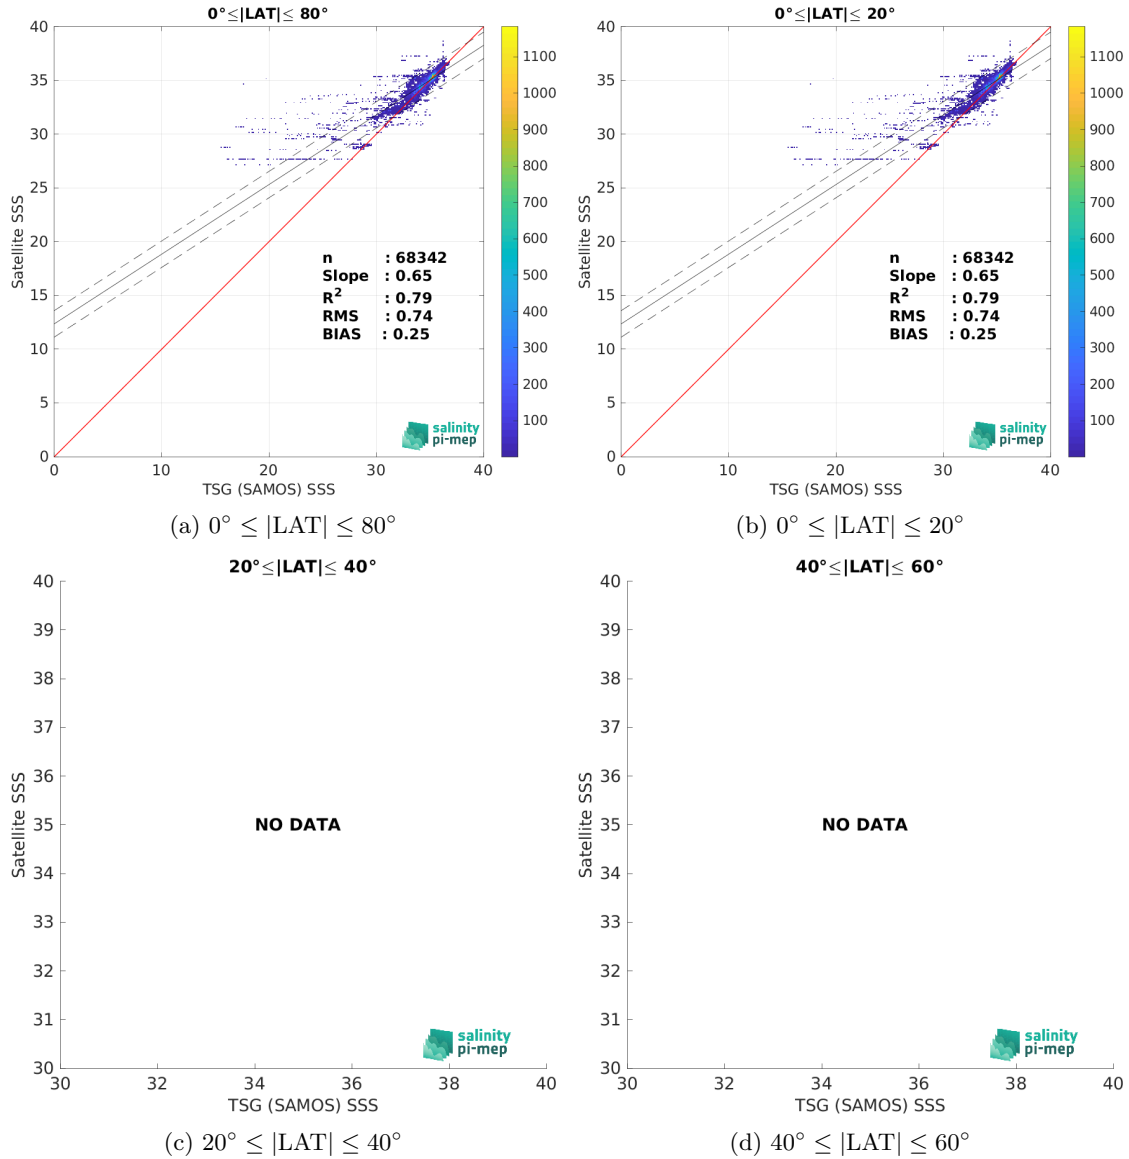 0°≤|LAT|≤ 80°
40
35
30
25
20
15
10
5
0
Satellite SSS
n : 68342
Slope : 0.65
R² : 0.79
RMS : 0.74
BIAS : 0.25
salinity
pi-mep
0 10 20 30 40
TSG (SAMOS) SSS
1100
1000
900
800
700
600
500
400
300
200
100
(a) 0° ≤ |LAT| ≤ 80°
0°≤|LAT|≤ 20°
40
35
30
25
20
15
10
5
0
Satellite SSS
n : 68342
Slope : 0.65
R² : 0.79
RMS : 0.74
BIAS : 0.25
salinity
pi-mep
0 10 20 30 40
TSG (SAMOS) SSS
1100
1000
900
800
700
600
500
400
300
200
100
(b) 0° ≤ |LAT| ≤ 20°
20°≤|LAT|≤ 40°
40
39
38
37
36
35
34
33
32
31
30
Satellite SSS
NO DATA
salinity
pi-mep
30 32 34 36 38 40
TSG (SAMOS) SSS
(c) 20° ≤ |LAT| ≤ 40°
40°≤|LAT|≤ 60°
40
39
38
37
36
35
34
33
32
31
30
Satellite SSS
NO DATA
salinity
pi-mep
30 32 34 36 38 40
TSG (SAMOS) SSS
(d) 40° ≤ |LAT| ≤ 60°